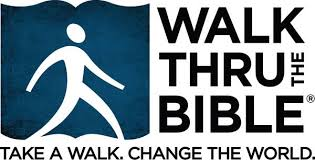 WALK
THRU THE
BIBLE®
TAKE A WALK. CHANGE THE WORLD.